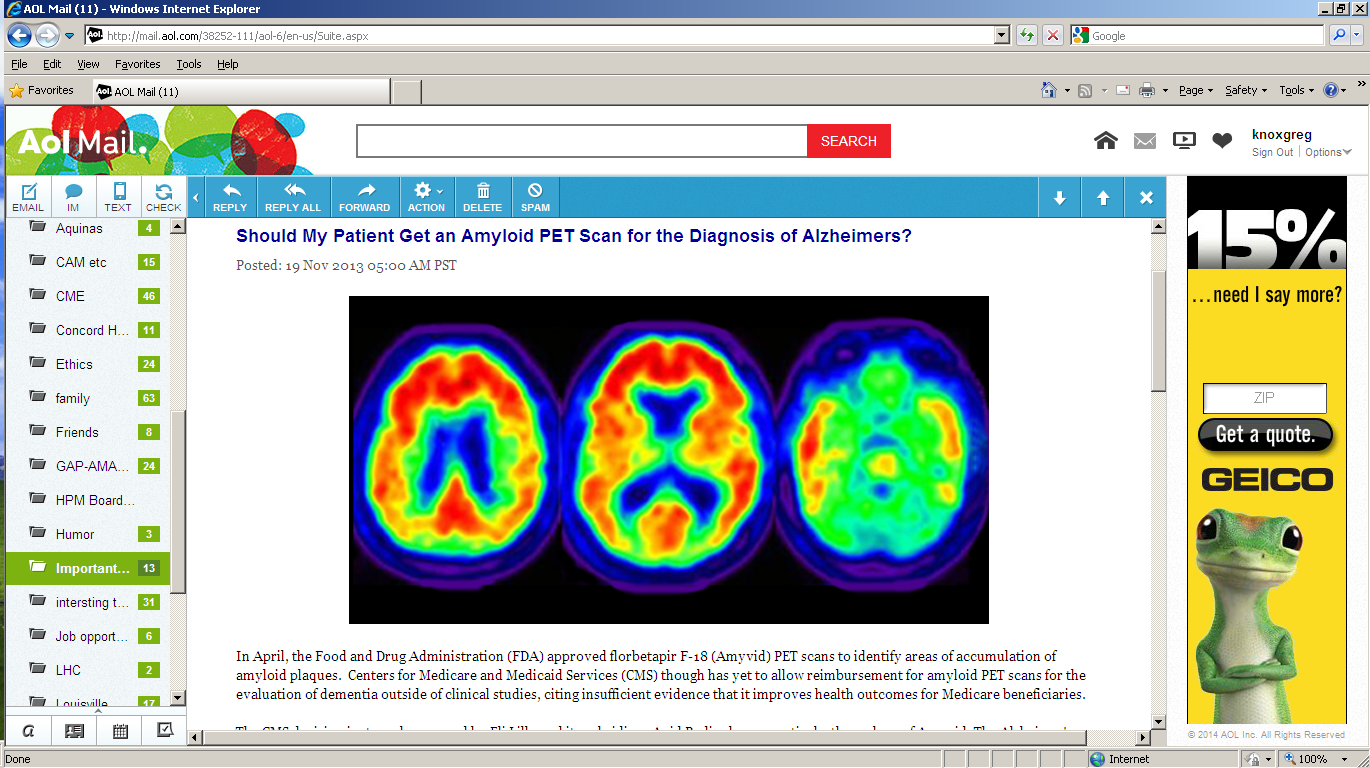 AOL Mail (11) - Windows Internet Explorer
http://mail.aol.com/38252-111/aol-6/en-us/Suite.aspx
Google
File Edit View Favorites Tools Help
Favorites
AOL Mail (11)
Page Safety Tools
Aol Mail.
SEARCH
knoxgreg
Sign Out | Options
EMAIL IM TEXT CHECK
REPLY REPLY ALL FORWARD ACTION DELETE SPAM
Aquinas 4
CAM etc 15
CME 46
Concord H... 11
Ethics 24
family 63
Friends 8
GAP-AMA... 24
HPM Board...
Humor 3
Important... 13
intersting t... 31
Job opport... 6
LHC 2
Louisville 17
Should My Patient Get an Amyloid PET Scan for the Diagnosis of Alzheimers?
Posted: 19 Nov 2013 05:00 AM PST
In April, the Food and Drug Administration (FDA) approved florbetapir F-18 (Amyvid) PET scans to identify areas of accumulation of
amyloid plaques. Centers for Medicare and Medicaid Services (CMS) though has yet to allow reimbursement for amyloid PET scans for the
evaluation of dementia outside of clinical studies, citing insufficient evidence that it improves health outcomes for Medicare beneficiaries.
15%
...need I say more?
ZIP
Get a quote.
GEICO
© 2014 AOL Inc. All Rights Reserved
Done
Internet
100%